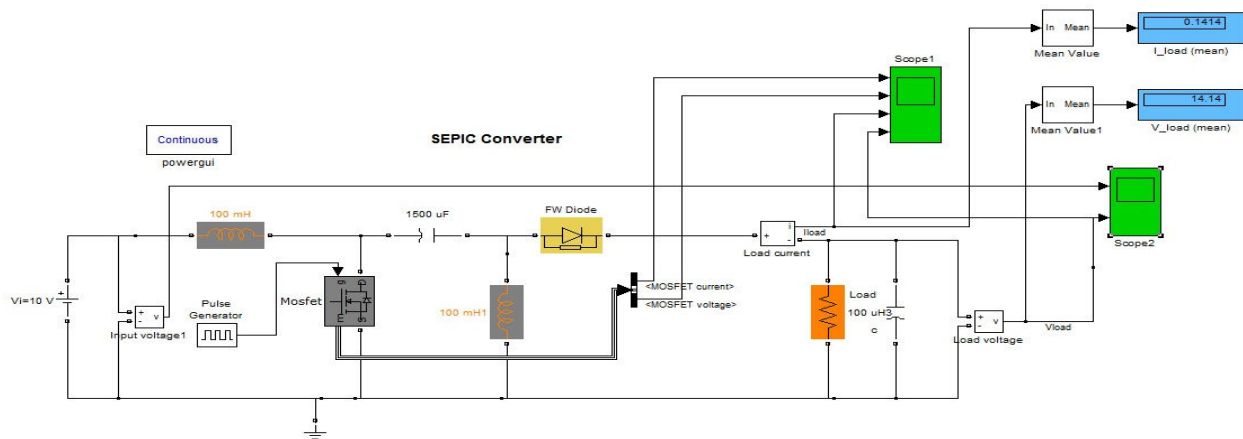 0.1414
In Mean
Mean Value
I_load (mean)
Scope1
14.14
In Mean
Mean Value1
V_load (mean)
Continuous
powergui
SEPIC Converter
Scope2
100 mH
1500 uF
FW Diode
i
+
-
Iload
Load current
Vi=10 V
+
Pulse
Generator
Mosfet
g
D
E
S
100 mH1
<MOSFET current>
<MOSFET voltage>
Load
100 uH3
c
+
-
v
Input voltage1
+
-
v
Load voltage
Vload